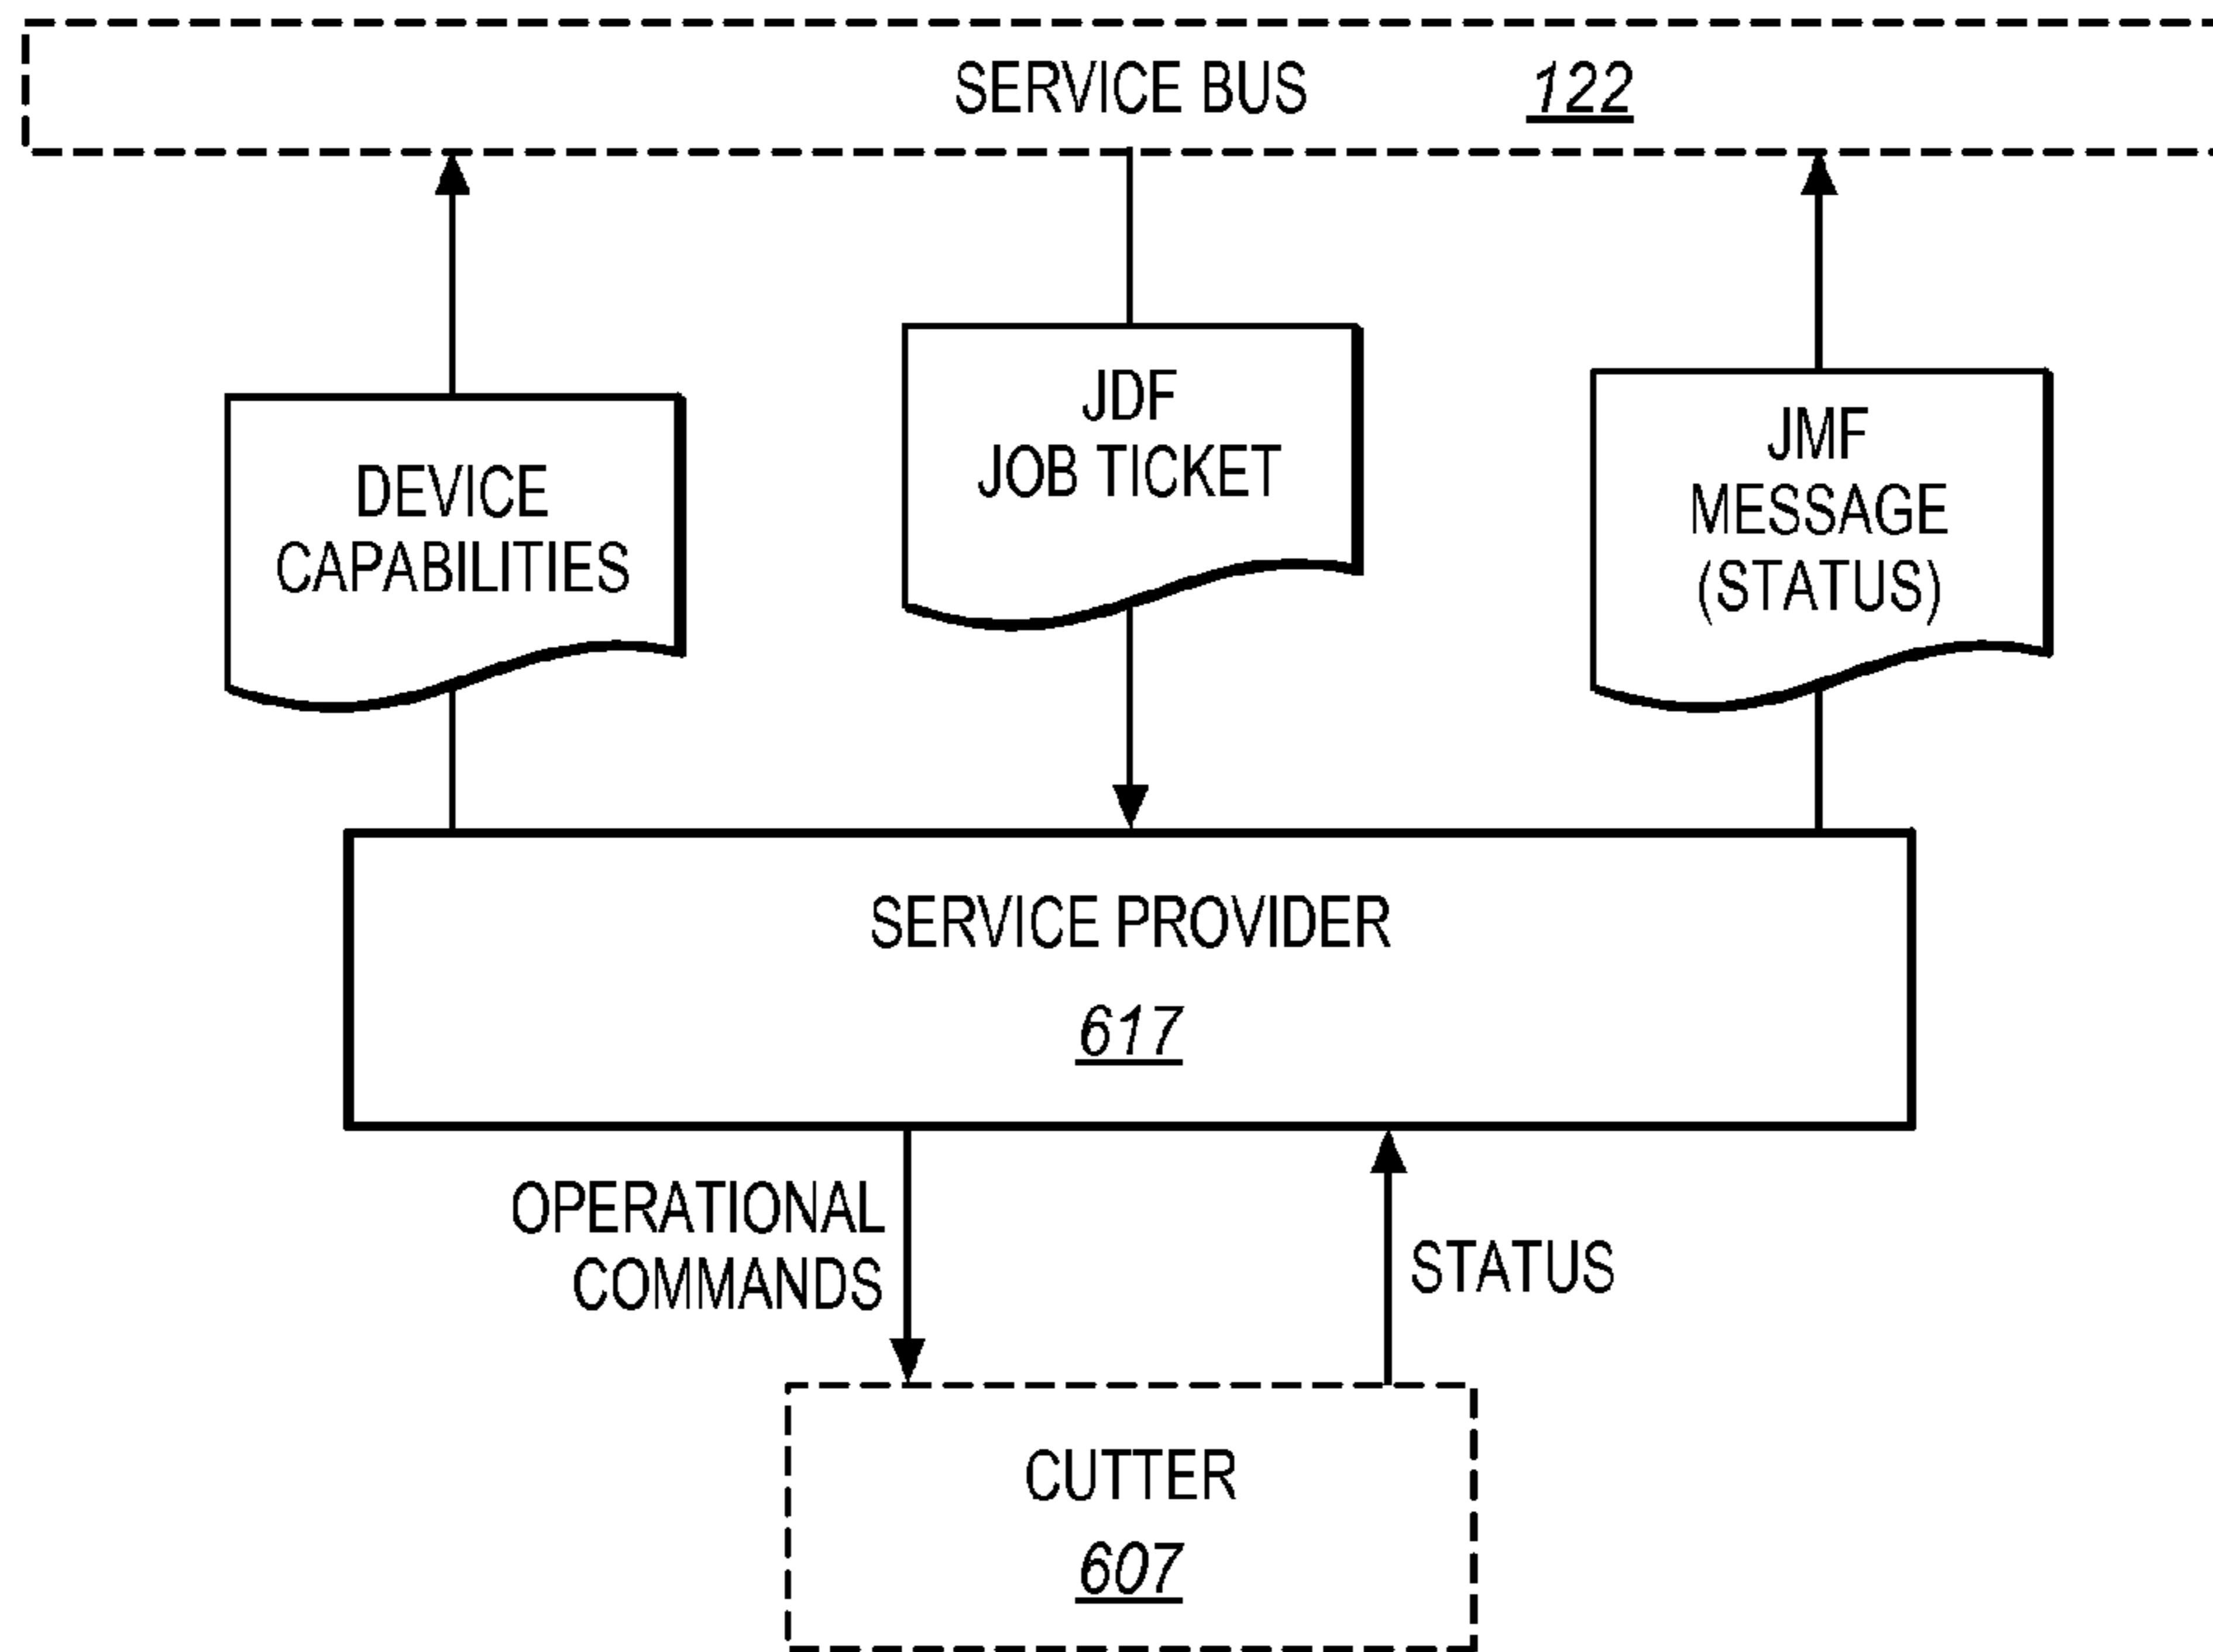 SERVICE BUS 122
DEVICE
CAPABILITIES
JDF
JOB TICKET
JMF
MESSAGE
(STATUS)
SERVICE PROVIDER
617
OPERATIONAL
COMMANDS
STATUS
CUTTER
607